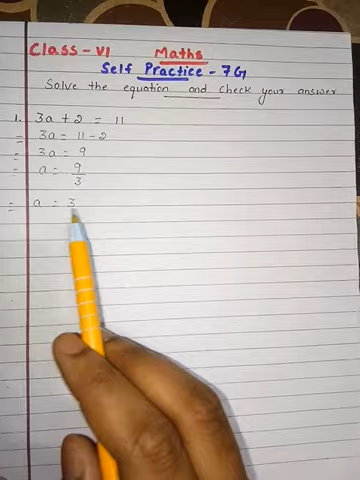 Class - VI Maths
Self Practice - 7G
Solve the equation and check your answer
1. 3a + 2 = 11
= 3a = 11 - 2
= 3a = 9
= a = 9/3
= a = 3